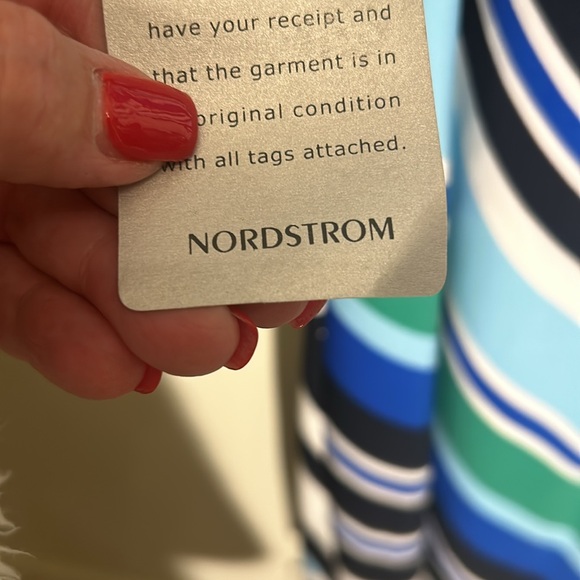 have your receipt and
that the garment is in
original condition
with all tags attached.
NORDSTROM